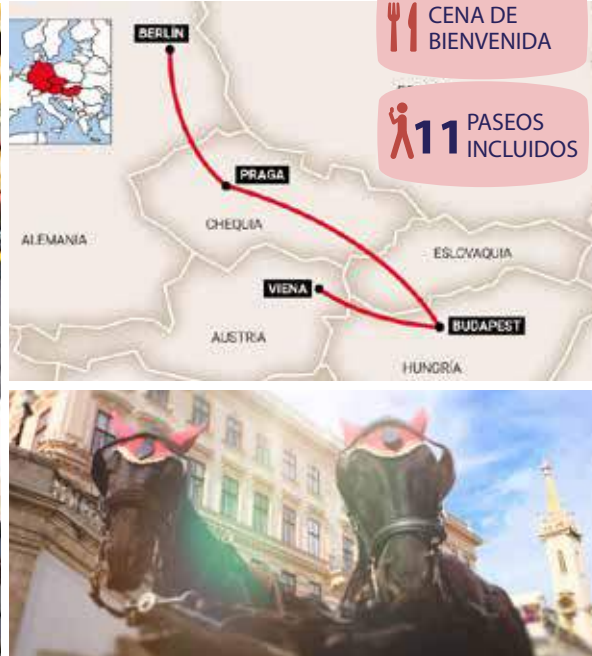 CENA DE
BIENVENIDA
11 PASEOS
INCLUIDOS
BERLÍN
PRAGA
CHEQUIA
ALEMANIA
ESLOVAQUIA
VIENA
BUDAPEST
AUSTRIA
HUNGRÍA